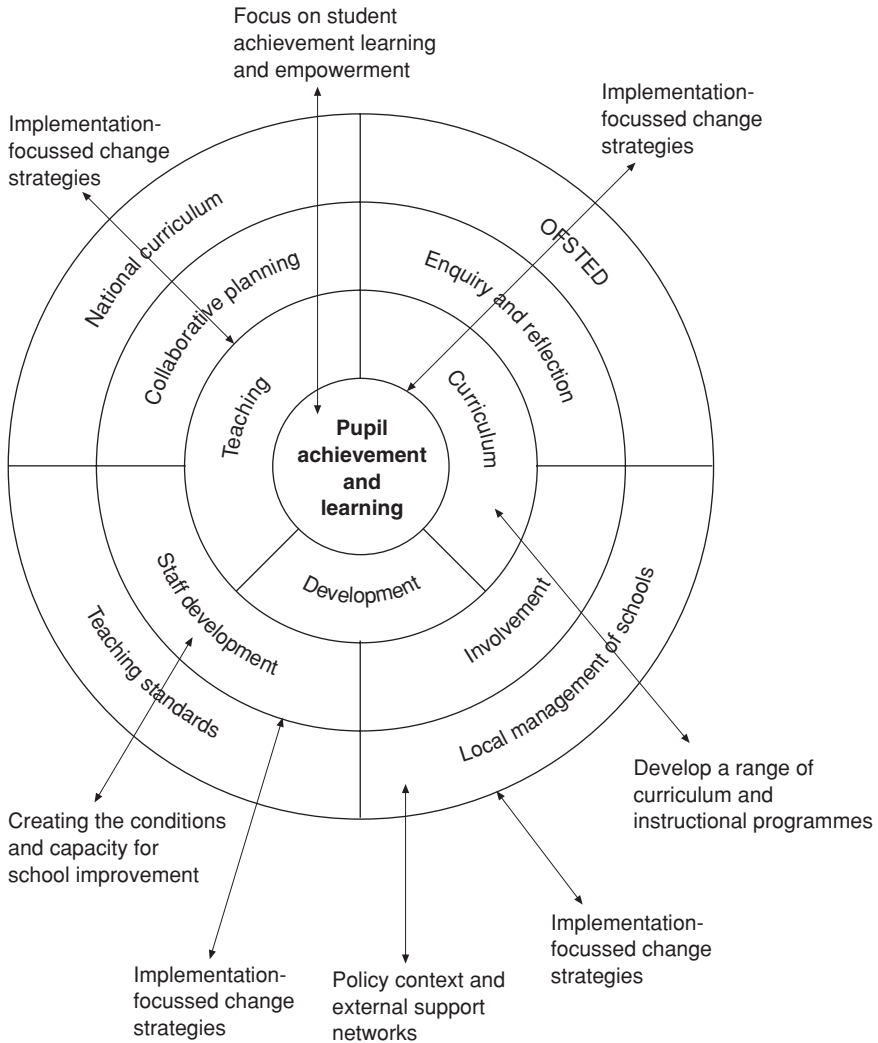 Focus on student
achievement learning
and empowerment
Implementation-
focussed change
strategies
Implementation-
focussed change
strategies
National curriculum
OFSTED
Collaborative planning
Enquiry and reflection
Teaching
Curriculum
Pupil
achievement
and
learning
Development
Staff development
Involvement
Teaching standards
Local management of schools
Develop a range of
curriculum and
instructional programmes
Creating the conditions
and capacity for
school improvement
Implementation-
focussed change
strategies
Implementation-
focussed change
strategies
Policy context and
external support
networks